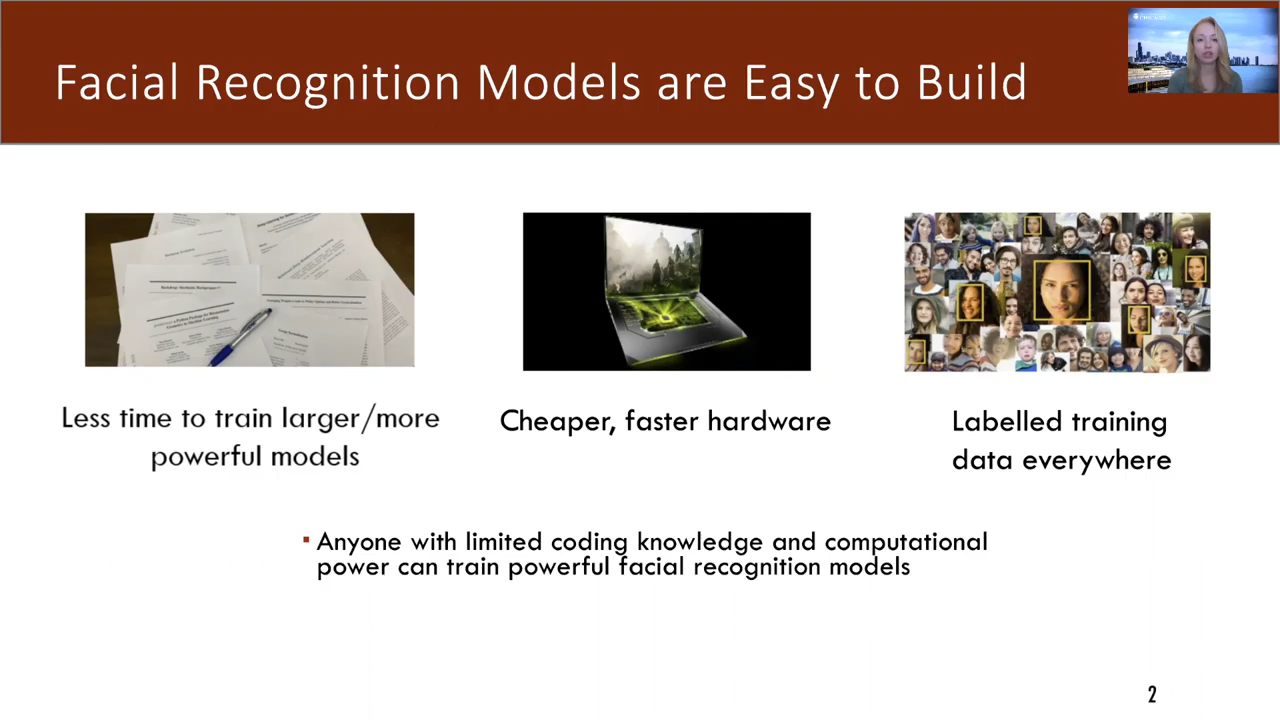 Facial Recognition Models are Easy to Build
Less time to train larger/more
powerful models
Cheaper, faster hardware
Labelled training
data everywhere
Anyone with limited coding knowledge and computational
power can train powerful facial recognition models
2